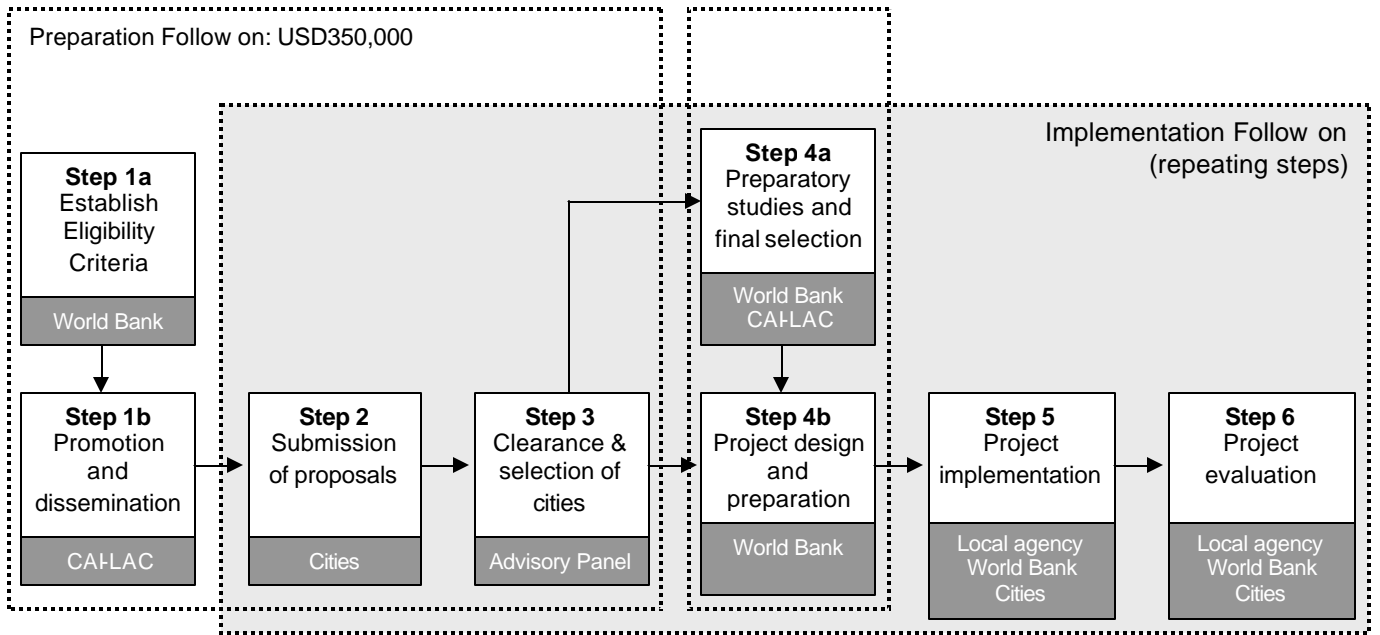 Preparation Follow on: USD350,000
Implementation Follow on
(repeating steps)
Step 1a
Establish
Eligibility
Criteria
World Bank
Step 1b
Promotion
and
dissemination
CAI-LAC
Step 2
Submission
of proposals
Cities
Step 3
Clearance &
selection of
cities
Advisory Panel
Step 4a
Preparatory
studies and
final selection
World Bank
CAI-LAC
Step 4b
Project design
and
preparation
World Bank
Step 5
Project
implementation
Local agency
World Bank
Cities
Step 6
Project
evaluation
Local agency
World Bank
Cities